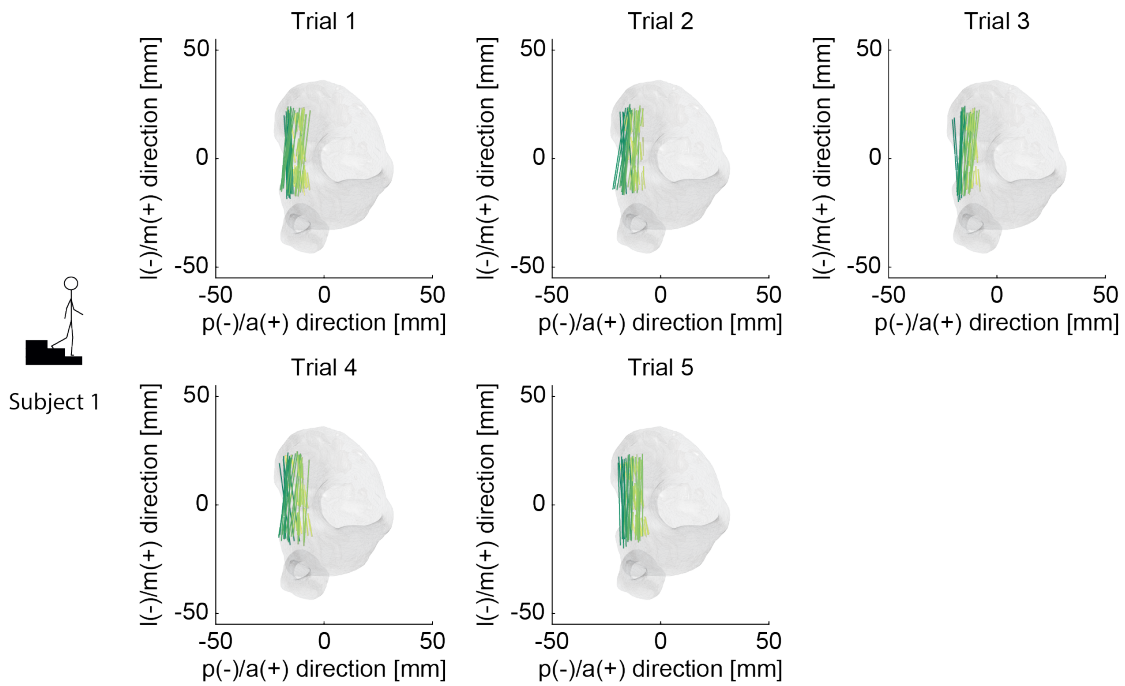 Trial 1
Trial 2
Trial 3
l(-)/m(+) direction [mm]
50
0
-50
-50
0
50
p(-)/a(+) direction [mm]
l(-)/m(+) direction [mm]
50
0
-50
-50
0
50
p(-)/a(+) direction [mm]
l(-)/m(+) direction [mm]
50
0
-50
-50
0
50
p(-)/a(+) direction [mm]
Subject 1
Trial 4
Trial 5
l(-)/m(+) direction [mm]
50
0
-50
-50
0
50
p(-)/a(+) direction [mm]
l(-)/m(+) direction [mm]
50
0
-50
-50
0
50
p(-)/a(+) direction [mm]